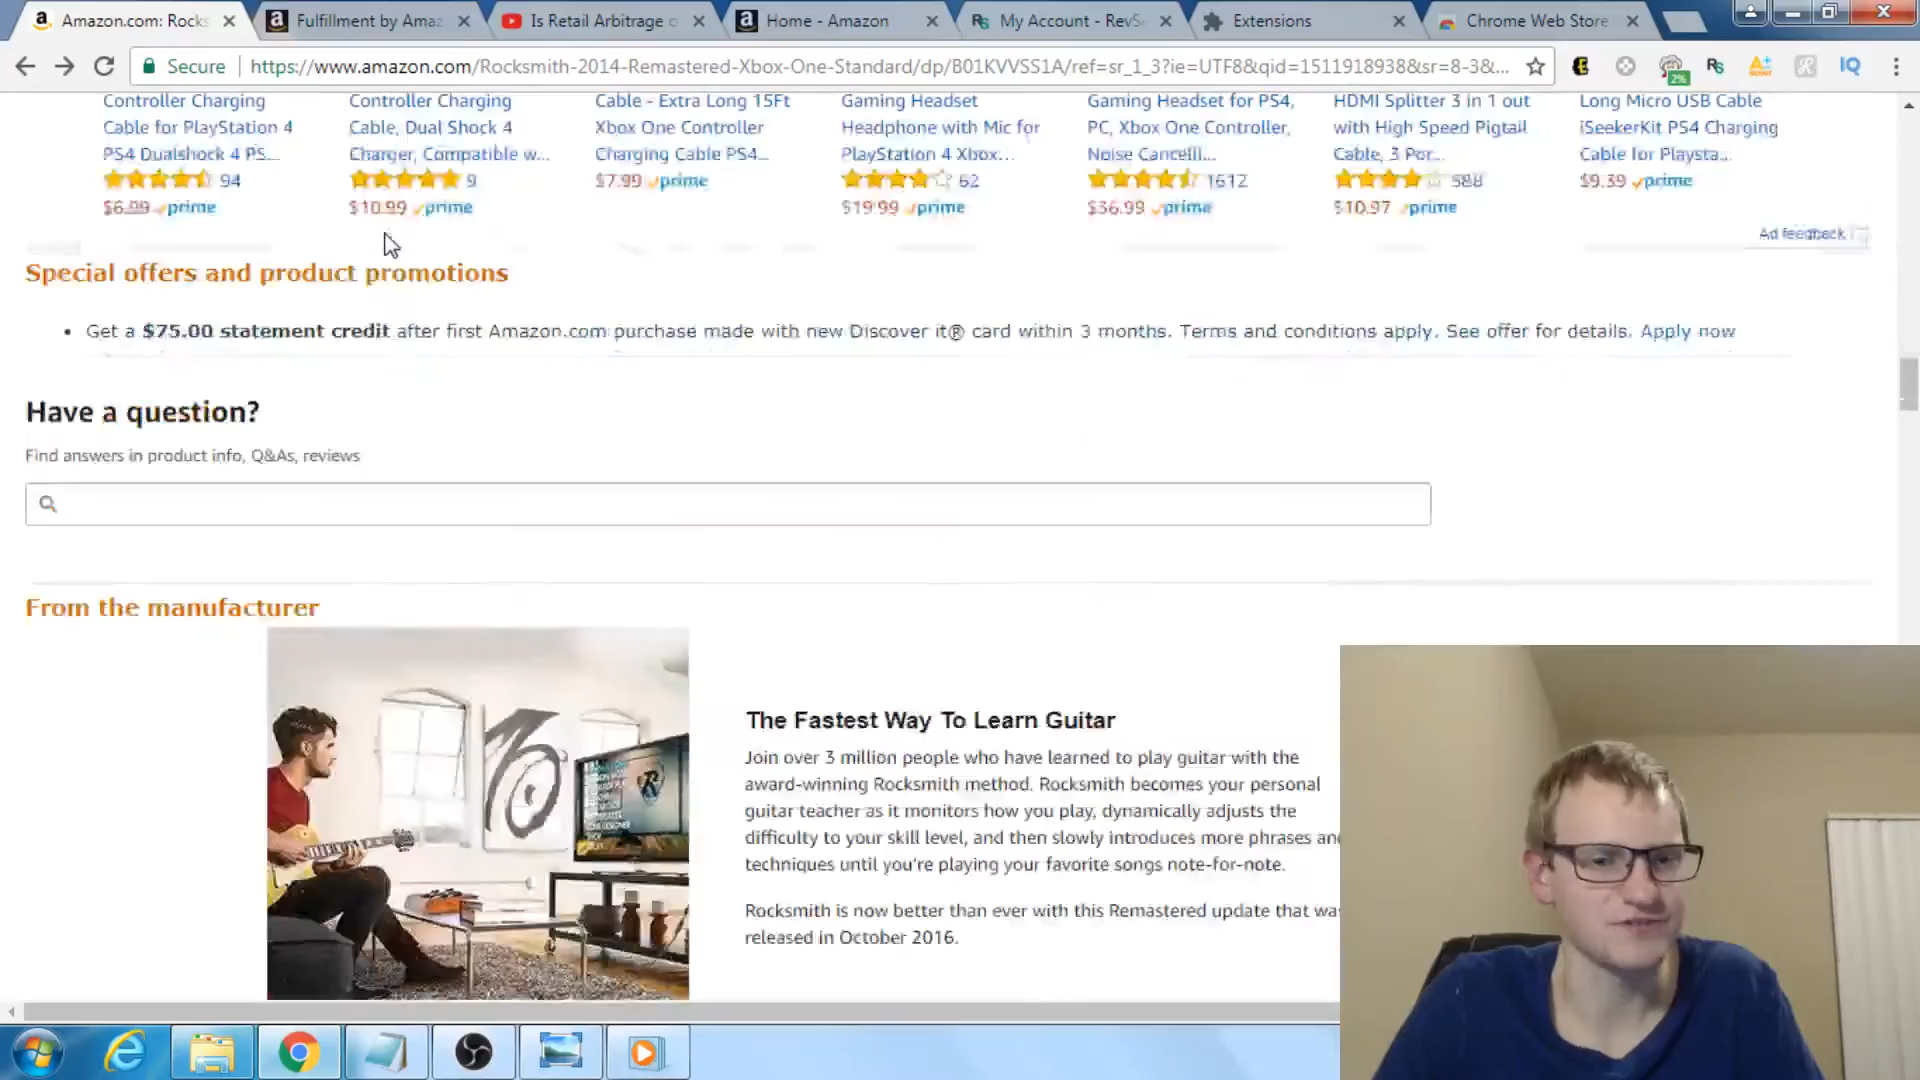 Amazon.com: Rocks
Fulfillment by Amaz
Is Retail Arbitrage o
Home - Amazon
My Account - RevSe
Extensions
Chrome Web Store
Secure https://www.amazon.com/Rocksmith-2014-Remastered-Xbox-One-Standard/dp/B01KVVSS1A/ref=sr_1_3?ie=UTF8&qid=1511918938&sr=8-3&...
2%
RS
IQ
Controller Charging
Cable for PlayStation 4
PS4 Dualshock 4 PS...
94
$6.99 prime
Controller Charging
Cable, Dual Shock 4
Charger, Compatible w...
9
$10.99 prime
Cable - Extra Long 15Ft
Xbox One Controller
Charging Cable PS4...
$7.99 prime
Gaming Headset
Headphone with Mic for
PlayStation 4 Xbox...
62
$19.99 prime
Gaming Headset for PS4,
PC, Xbox One Controller,
Noise Cancelli...
1612
$36.99 prime
HDMI Splitter 3 in 1 out
with High Speed Pigtail
Cable, 3 Por...
588
$10.97 prime
Long Micro USB Cable
iSeekerKit PS4 Charging
Cable for Playsta...
$9.39 prime
Ad feedback
Special offers and product promotions
• Get a $75.00 statement credit after first Amazon.com purchase made with new Discover it® card within 3 months. Terms and conditions apply. See offer for details. Apply now
Have a question?
Find answers in product info, Q&As, reviews
From the manufacturer
The Fastest Way To Learn Guitar
Join over 3 million people who have learned to play guitar with the
award-winning Rocksmith method. Rocksmith becomes your personal
guitar teacher as it monitors how you play, dynamically adjusts the
difficulty to your skill level, and then slowly introduces more phrases and
techniques until you're playing your favorite songs note-for-note.
Rocksmith is now better than ever with this Remastered update that was
released in October 2016.